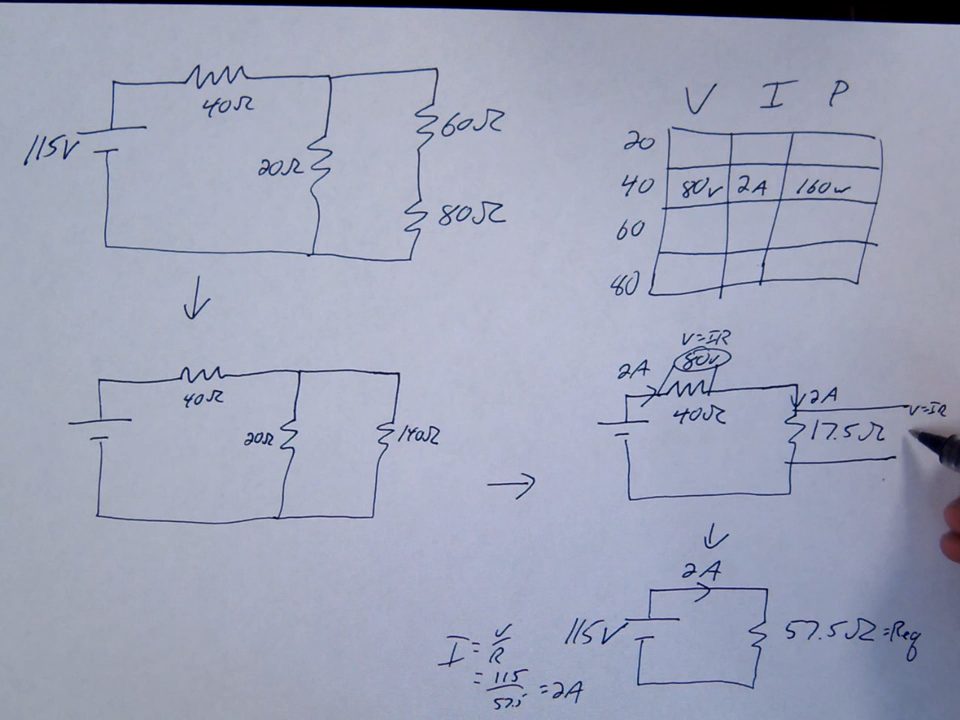 40Ω
115V
20Ω
60Ω
80Ω
V I P
20
40 80v 2A 160w
60
80
40Ω
20Ω
140Ω
V=IR
80v
2A
40Ω
2A
V=IR
17.5Ω
2A
115V
57.5Ω=Req
I=V/R
=115/57.5=2A